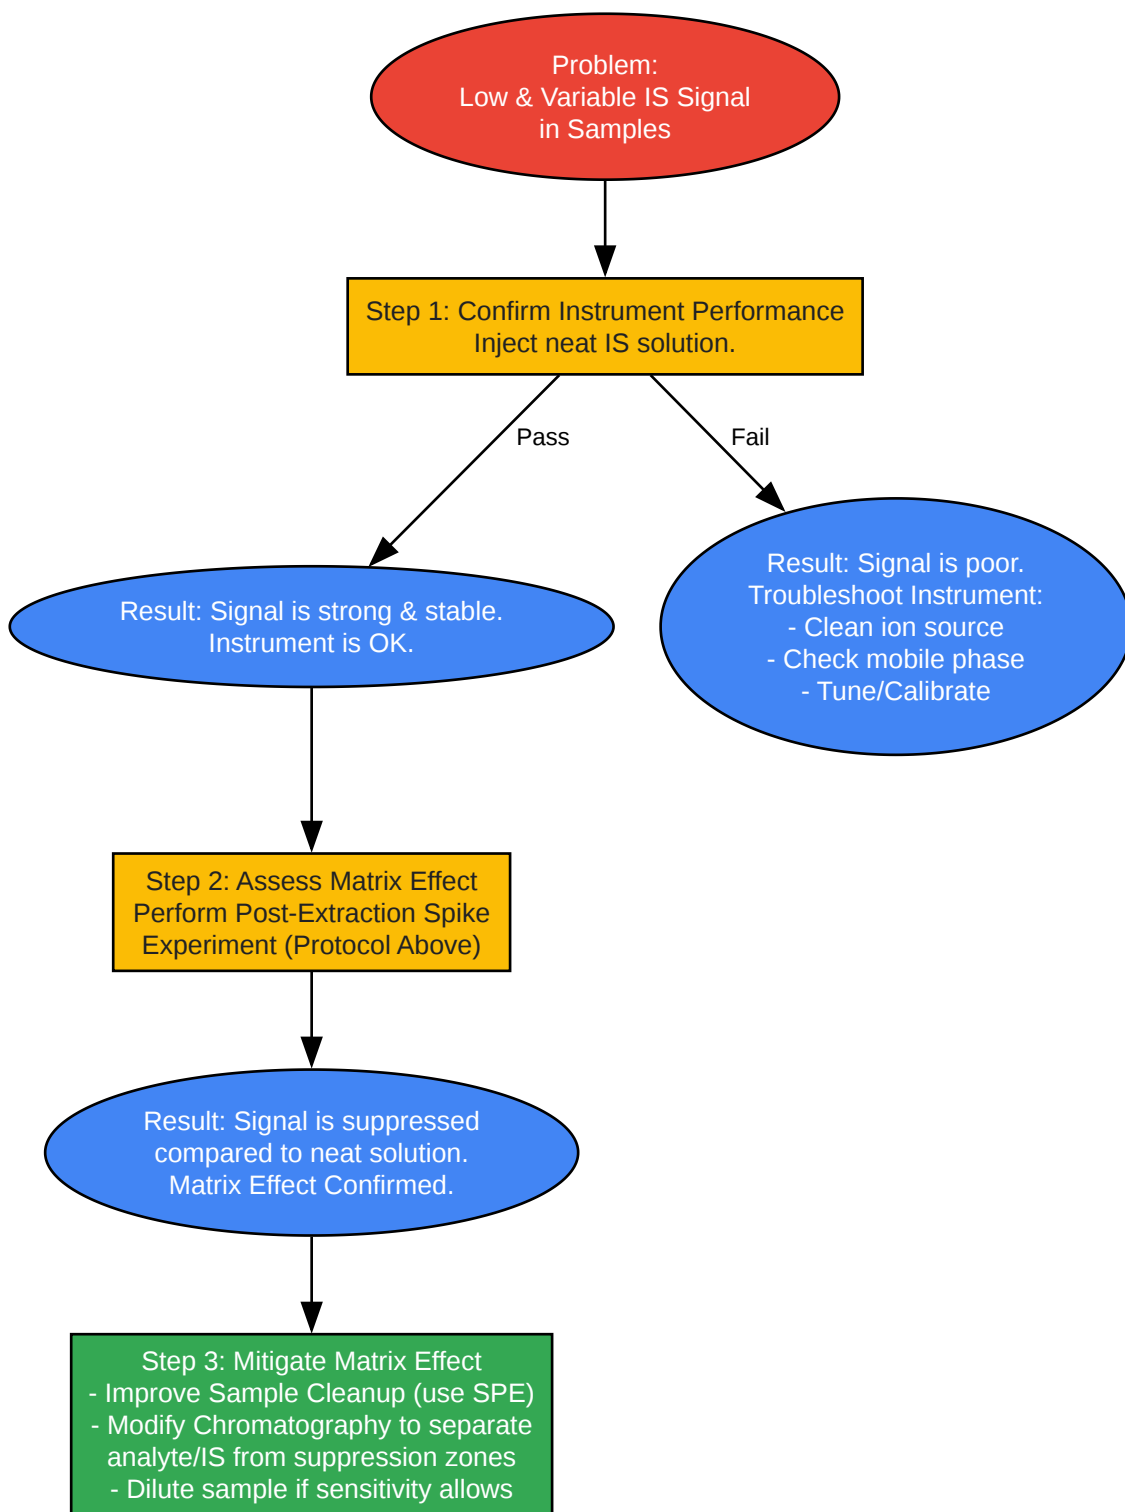 Problem:
Low & Variable IS Signal
in Samples
Step 1: Confirm Instrument Performance
Inject neat IS solution.
Pass
Fail
Result: Signal is strong & stable.
Instrument is OK.
Result: Signal is poor.
Troubleshoot Instrument:
- Clean ion source
- Check mobile phase
- Tune/Calibrate
Step 2: Assess Matrix Effect
Perform Post-Extraction Spike
Experiment (Protocol Above)
Result: Signal is suppressed
compared to neat solution.
Matrix Effect Confirmed.
Step 3: Mitigate Matrix Effect
- Improve Sample Cleanup (use SPE)
- Modify Chromatography to separate
analyte/IS from suppression zones
- Dilute sample if sensitivity allows